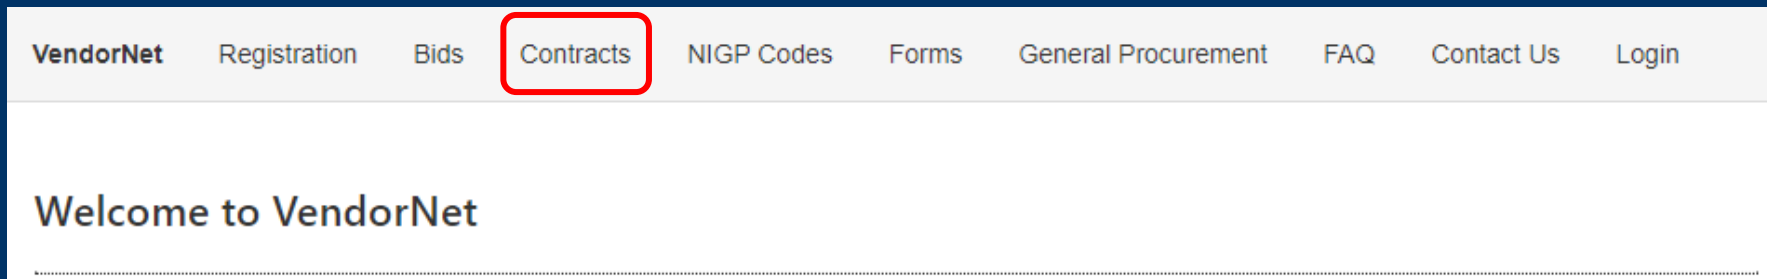 VendorNet Registration Bids Contracts NIGP Codes Forms General Procurement FAQ Contact Us Login
Welcome to VendorNet